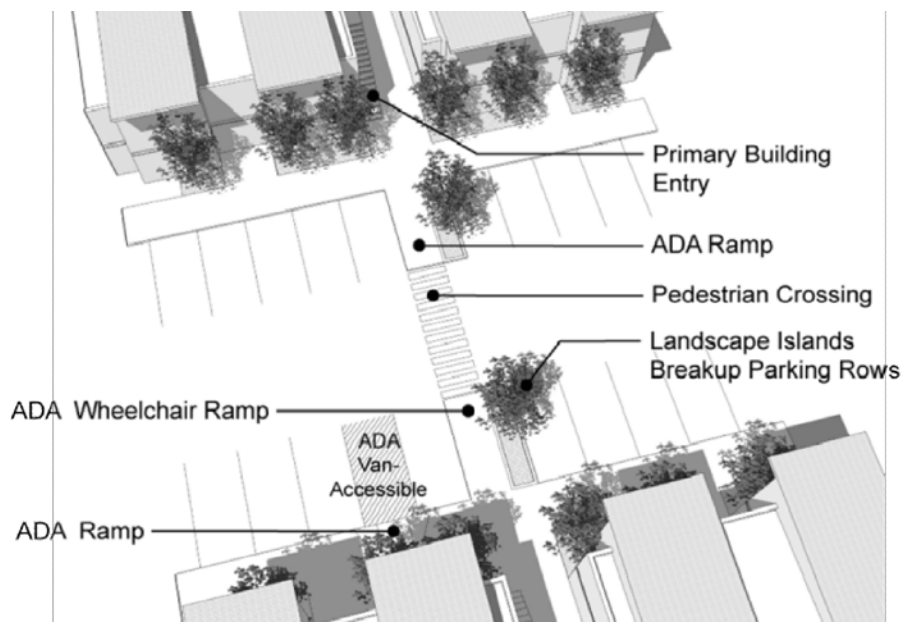 Primary Building
Entry
ADA Ramp
Pedestrian Crossing
Landscape Islands
Breakup Parking Rows
ADA Wheelchair Ramp
ADA
Van-
Accessible
ADA Ramp